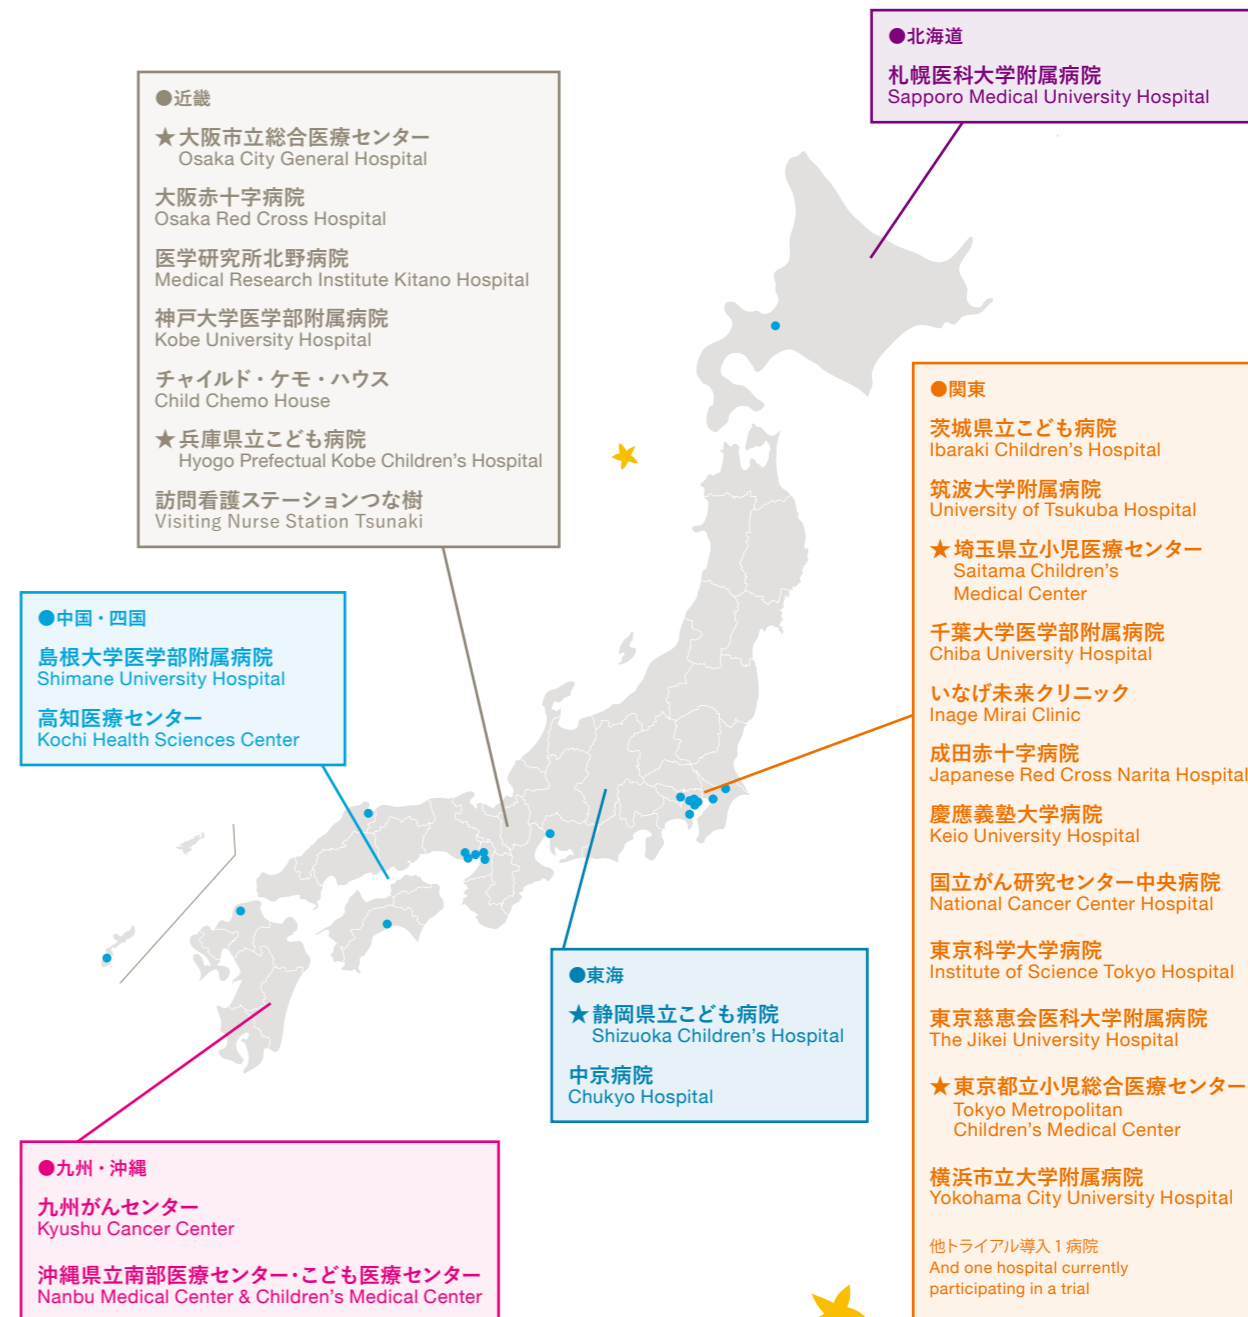 ●北海道
札幌医科大学附属病院
Sapporo Medical University Hospital
●近畿
★大阪市立総合医療センター
Osaka City General Hospital
大阪赤十字病院
Osaka Red Cross Hospital
医学研究所北野病院
Medical Research Institute Kitano Hospital
神戸大学医学部附属病院
Kobe University Hospital
チャイルド・ケモ・ハウス
Child Chemo House
★兵庫県立こども病院
Hyogo Prefectual Kobe Children's Hospital
訪問看護ステーションつな樹
Visiting Nurse Station Tsunaki
●関東
茨城県立こども病院
Ibaraki Children's Hospital
筑波大学附属病院
University of Tsukuba Hospital
★埼玉県立小児医療センター
Saitama Children's
Medical Center
千葉大学医学部附属病院
Chiba University Hospital
いなげ未来クリニック
Inage Mirai Clinic
成田赤十字病院
Japanese Red Cross Narita Hospital
慶應義塾大学病院
Keio University Hospital
国立がん研究センター中央病院
National Cancer Center Hospital
東京科学大学病院
Institute of Science Tokyo Hospital
東京慈恵会医科大学附属病院
The Jikei University Hospital
★東京都立小児総合医療センター
Tokyo Metropolitan
Children's Medical Center
横浜市立大学附属病院
Yokohama City University Hospital
他トライアル導入1病院
And one hospital currently
participating in a trial
●中国・四国
島根大学医学部附属病院
Shimane University Hospital
高知医療センター
Kochi Health Sciences Center
●東海
★静岡県立こども病院
Shizuoka Children's Hospital
中京病院
Chukyo Hospital
●九州・沖縄
九州がんセンター
Kyushu Cancer Center
沖縄県立南部医療センター・こども医療センター
Nanbu Medical Center & Children's Medical Center